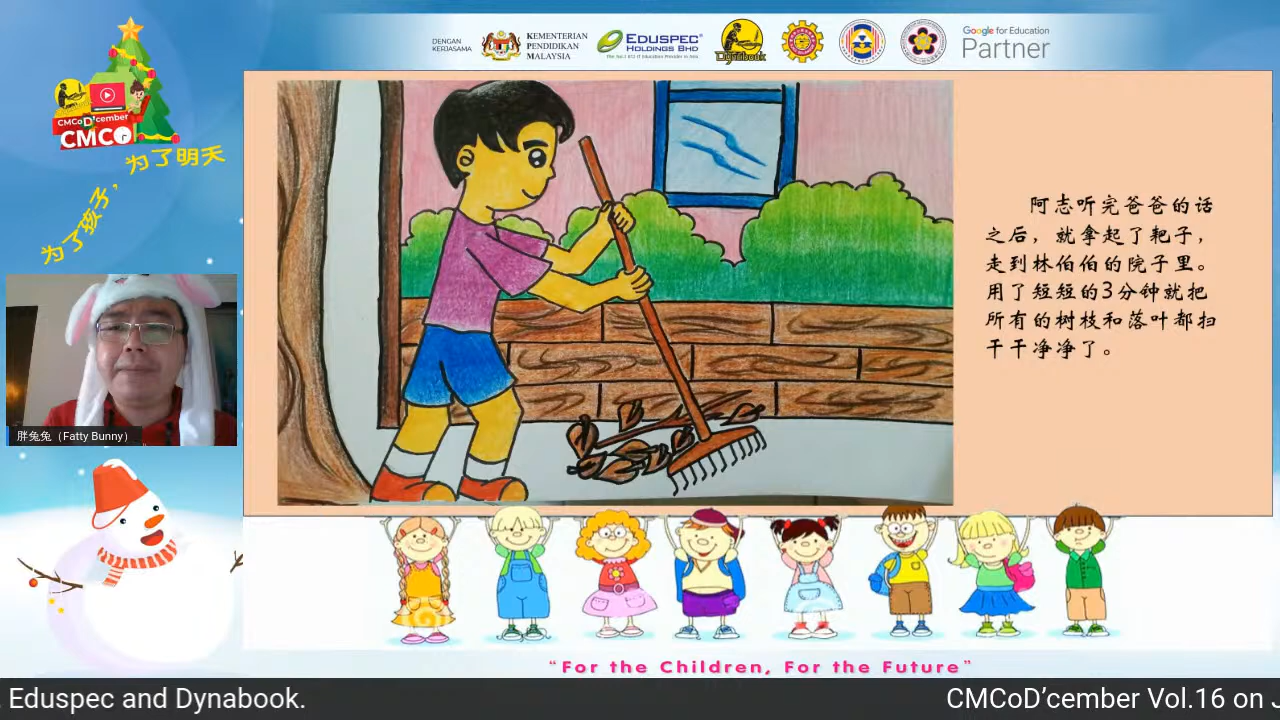 DENGAN
KERJASAMA
KEMENTERIAN
PENDIDIKAN
MALAYSIA
EDUSPEC
HOLDINGS BHD
Dynabook
Google for Education
Partner
CMCoD'cember
CMCO
为了孩子，为了明天
阿志听完爸爸的话
之后，就拿起了耙子，
走到林伯伯的院子里。
用了短短的3分钟就把
所有的树枝和落叶都扫
干干净净了。
胖兔兔（Fatty Bunny）
“For the Children, For the Future”
Eduspec and Dynabook.
CMCoD’cember Vol.16 on